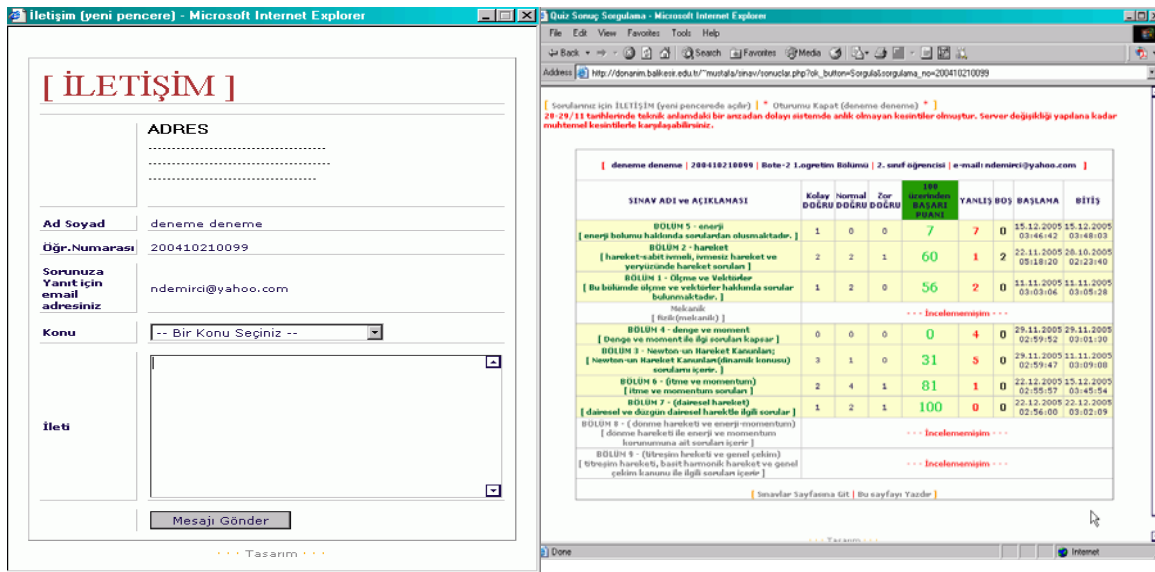 İletişim (yeni pencere) - Microsoft Internet Explorer
[ İLETİŞİM ]
ADRES
Ad Soyad deneme deneme
Öğr.Numarası 200410210099
Sorunuza
Yanıt için
email
adresiniz
ndemirci@yahoo.com
Konu -- Bir Konu Seçiniz --
İleti
Mesajı Gönder
- - - Tasarım - - -
Quiz Sonuç Sorgulama - Microsoft Internet Explorer
File Edit View Favorites Tools Help
Back Search Favorites Media
Address http://donanim.balikesir.edu.tr/~mustafa/sinav/sonuclar.php?ok_button=Sorgula&sorgulama_no=200410210099
[ Sorularınız için İLETİŞİM (yeni pencerede açılır) | * Oturumu Kapat (deneme deneme) * ]
28-29/11 tarihlerinde teknik anlamdaki bir arızadan dolayı sistemde anlık olmayan kesintiler olmuştur. Server değişikliği yapılana kadar
muhtemel kesintilerle karşılaşabilirsiniz.
[ deneme deneme | 200410210099 | Bote-2 1.ogretim Bölümü | 2. sınıf öğrencisi | e-mail: ndemirci@yahoo.com ]
SINAV ADI ve AÇIKLAMASI
Kolay DOĞRU
Normal DOĞRU
Zor DOĞRU
100 üzerinden BAŞARI PUANI
YANLIŞ
BOŞ
BAŞLAMA
BİTİŞ
BÖLÜM 5 - enerji
[ enerji bolumu hakkında sorulardan olusmaktadır. ]
1 0 0 7 7 0 15.12.2005 15.12.2005
03:46:42 03:48:03
BÖLÜM 2 - hareket
[ hareket-sabit ivmeli, ivmesiz hareket ve
yeryüzünde hareket soruları ]
2 2 1 60 1 2 22.11.2005 28.10.2005
05:18:20 02:23:40
BÖLÜM 1 - Ölçme ve Vektörler
[ Bu bölümde ölçme ve vektörler hakkında sorular
bulunmaktadır. ]
1 2 0 56 2 0 11.11.2005 11.11.2005
03:03:06 03:05:28
Mekanik
[ fizik(mekanik) ]
- - - İncelememişim - - -
BÖLÜM 4 - denge ve moment
[ Denge ve moment ile ilgi soruları kapsar ]
0 0 0 0 4 0 29.11.2005 29.11.2005
02:59:52 03:01:30
BÖLÜM 3 - Newton-un Hareket Kanunları;
[ Newton-un Hareket Kanunları(dinamik konusu)
sorularnı içerir. ]
3 1 0 31 5 0 29.11.2005 11.11.2005
02:59:47 03:09:08
BÖLÜM 6 - (itme ve momentum)
[ itme ve momentum soruları ]
2 4 1 81 1 0 22.12.2005 15.12.2005
02:55:57 03:45:54
BÖLÜM 7 - (dairesel hareket)
[ dairesel ve düzgün dairesel harektle ilgili sorular ]
1 2 1 100 0 0 22.12.2005 22.12.2005
02:56:00 03:02:09
BÖLÜM 8 - ( dönme hareketi ve enerji-momentum)
[ dönme hareketi ile enerji ve momentum
korunumuna ait soruları içerir ]
- - - İncelememişim - - -
BÖLÜM 9 - (titreşim hreketi ve genel çekim)
[ titreşim hareketi, basit harmonik hareket ve genel
çekim kanunu ile ilgili soruları içerir ]
- - - İncelememişim - - -
[ Sınavlar Sayfasına Git | Bu sayfayı Yazdır ]
- - - Tasarım - - -
Done Internet